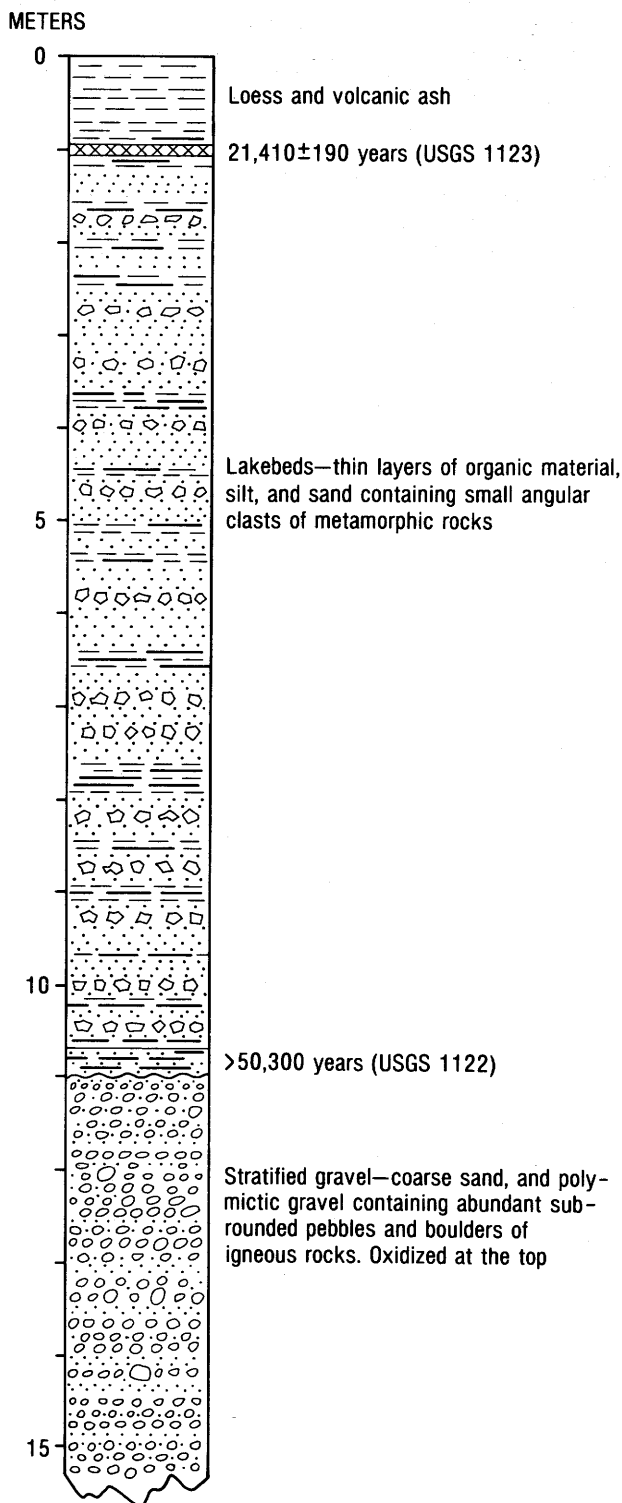 METERS
0
Loess and volcanic ash
21,410±190 years (USGS 1123)
Lakebeds—thin layers of organic material,
silt, and sand containing small angular
clasts of metamorphic rocks
5
10
>50,300 years (USGS 1122)
Stratified gravel—coarse sand, and poly-
mictic gravel containing abundant sub-
rounded pebbles and boulders of
igneous rocks. Oxidized at the top
15